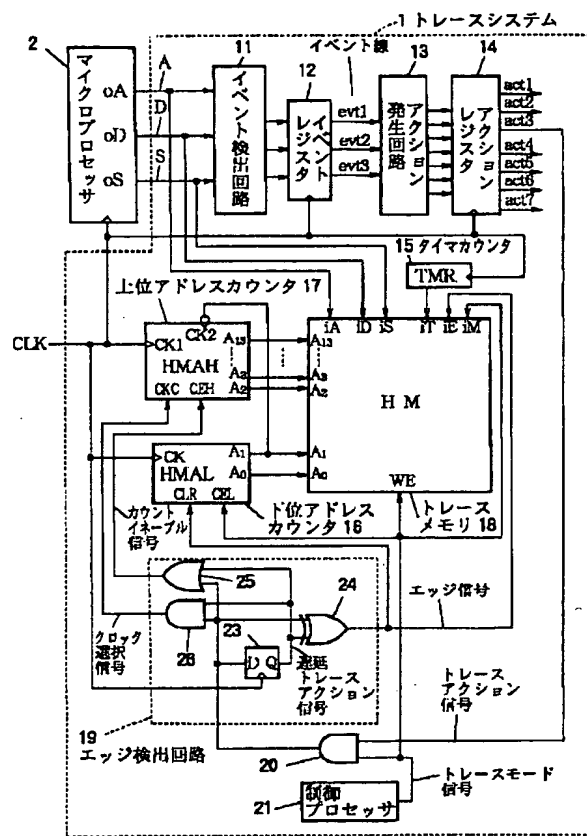 1 トレースシステム
2
マイクロプロセッサ
oA
oD
oS
A
D
S
11
イベント検出回路
イベント線
12
イベントレジスタ
evt1
evt2
evt3
13
アクション発生回路
14
アクションレジスタ
act1
act2
act3
act4
act5
act6
act7
15 タイマカウンタ
TMR
上位アドレスカウンタ 17
CLK
CK2
CK1
HMAH
CKC CEH
A13
A3
A2
A2
iA iD iS iT iE iM
A13
A3
A2
HM
A1
A0
WE
CK
HMAL
CLR CEL
A1
A0
下位アドレスカウンタ 16
トレースメモリ 18
カウントイネーブル信号
25
24
エッジ信号
26
23
クロック選択信号
D Q
遅延トレースアクション信号
トレースアクション信号
19
エッジ検出回路
20
トレースモード信号
21
制御プロセッサ